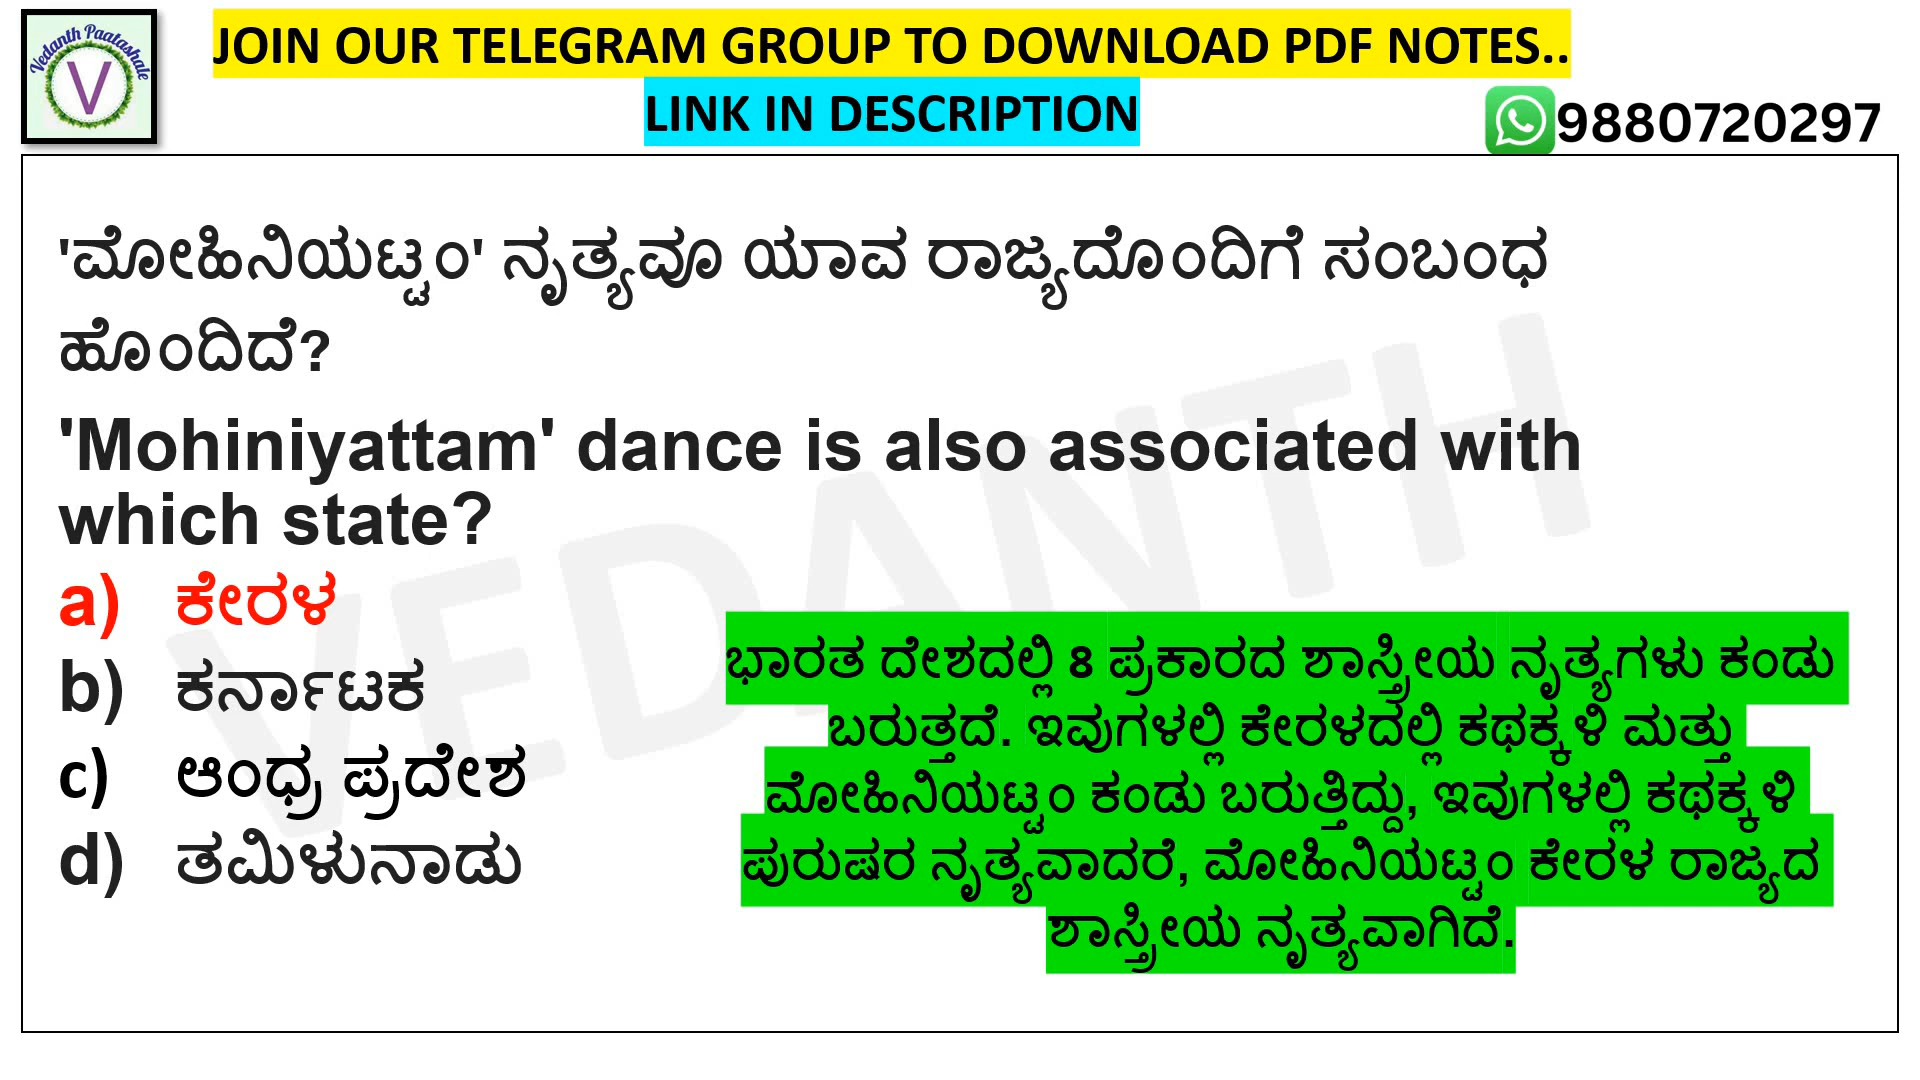 Vedanth Paatashale
V
JOIN OUR TELEGRAM GROUP TO DOWNLOAD PDF NOTES..
LINK IN DESCRIPTION
9880720297
'ಮೋಹಿನಿಯಟ್ಟಂ' ನೃತ್ಯವೂ ಯಾವ ರಾಜ್ಯದೊಂದಿಗೆ ಸಂಬಂಧ
ಹೊಂದಿದೆ?
'Mohiniyattam' dance is also associated with
which state?
a) ಕೇರಳ
b) ಕರ್ನಾಟಕ
c) ಆಂಧ್ರ ಪ್ರದೇಶ
d) ತಮಿಳುನಾಡು
ಭಾರತ ದೇಶದಲ್ಲಿ 8 ಪ್ರಕಾರದ ಶಾಸ್ತ್ರೀಯ ನೃತ್ಯಗಳು ಕಂಡು
ಬರುತ್ತದೆ. ಇವುಗಳಲ್ಲಿ ಕೇರಳದಲ್ಲಿ ಕಥಕ್ಕಳಿ ಮತ್ತು
ಮೋಹಿನಿಯಟ್ಟಂ ಕಂಡು ಬರುತ್ತಿದ್ದು, ಇವುಗಳಲ್ಲಿ ಕಥಕ್ಕಳಿ
ಪುರುಷರ ನೃತ್ಯವಾದರೆ, ಮೋಹಿನಿಯಟ್ಟಂ ಕೇರಳ ರಾಜ್ಯದ
ಶಾಸ್ತ್ರೀಯ ನೃತ್ಯವಾಗಿದೆ.
VEDANTH